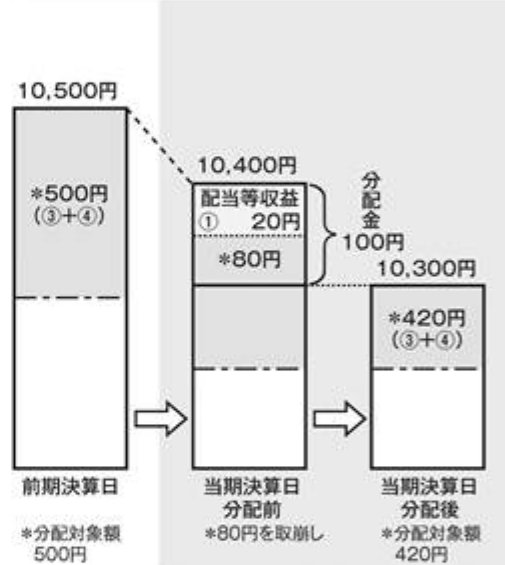 10,500円
*500円
(③+④)
10,400円
配当等収益
① 20円
*80円
分配金
100円
10,300円
*420円
(③+④)
前期決算日
*分配対象額
500円
当期決算日
分配前
*80円を取崩し
当期決算日
分配後
*分配対象額
420円